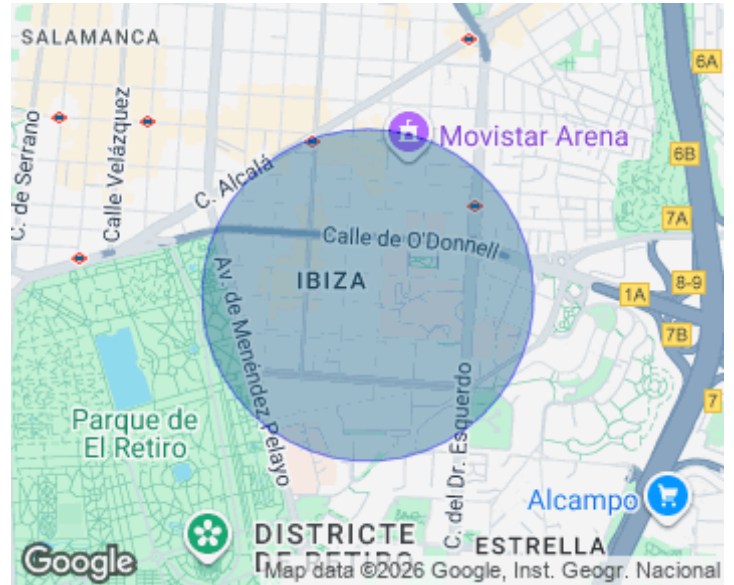 SALAMANCA
6A
C. de Serrano
Calle Velázquez
Movistar Arena
6B
C. Alcalá
7A
Calle de O'Donnell
IBIZA
8-9
1A
Av. de Menéndez Pelayo
7B
C. del Dr. Esquerdo
7
Parque de
El Retiro
Alcampo
DISTRICTE
DE RETIRO
ESTRELLA
Google
Map data ©2026 Google, Inst. Geogr. Nacional